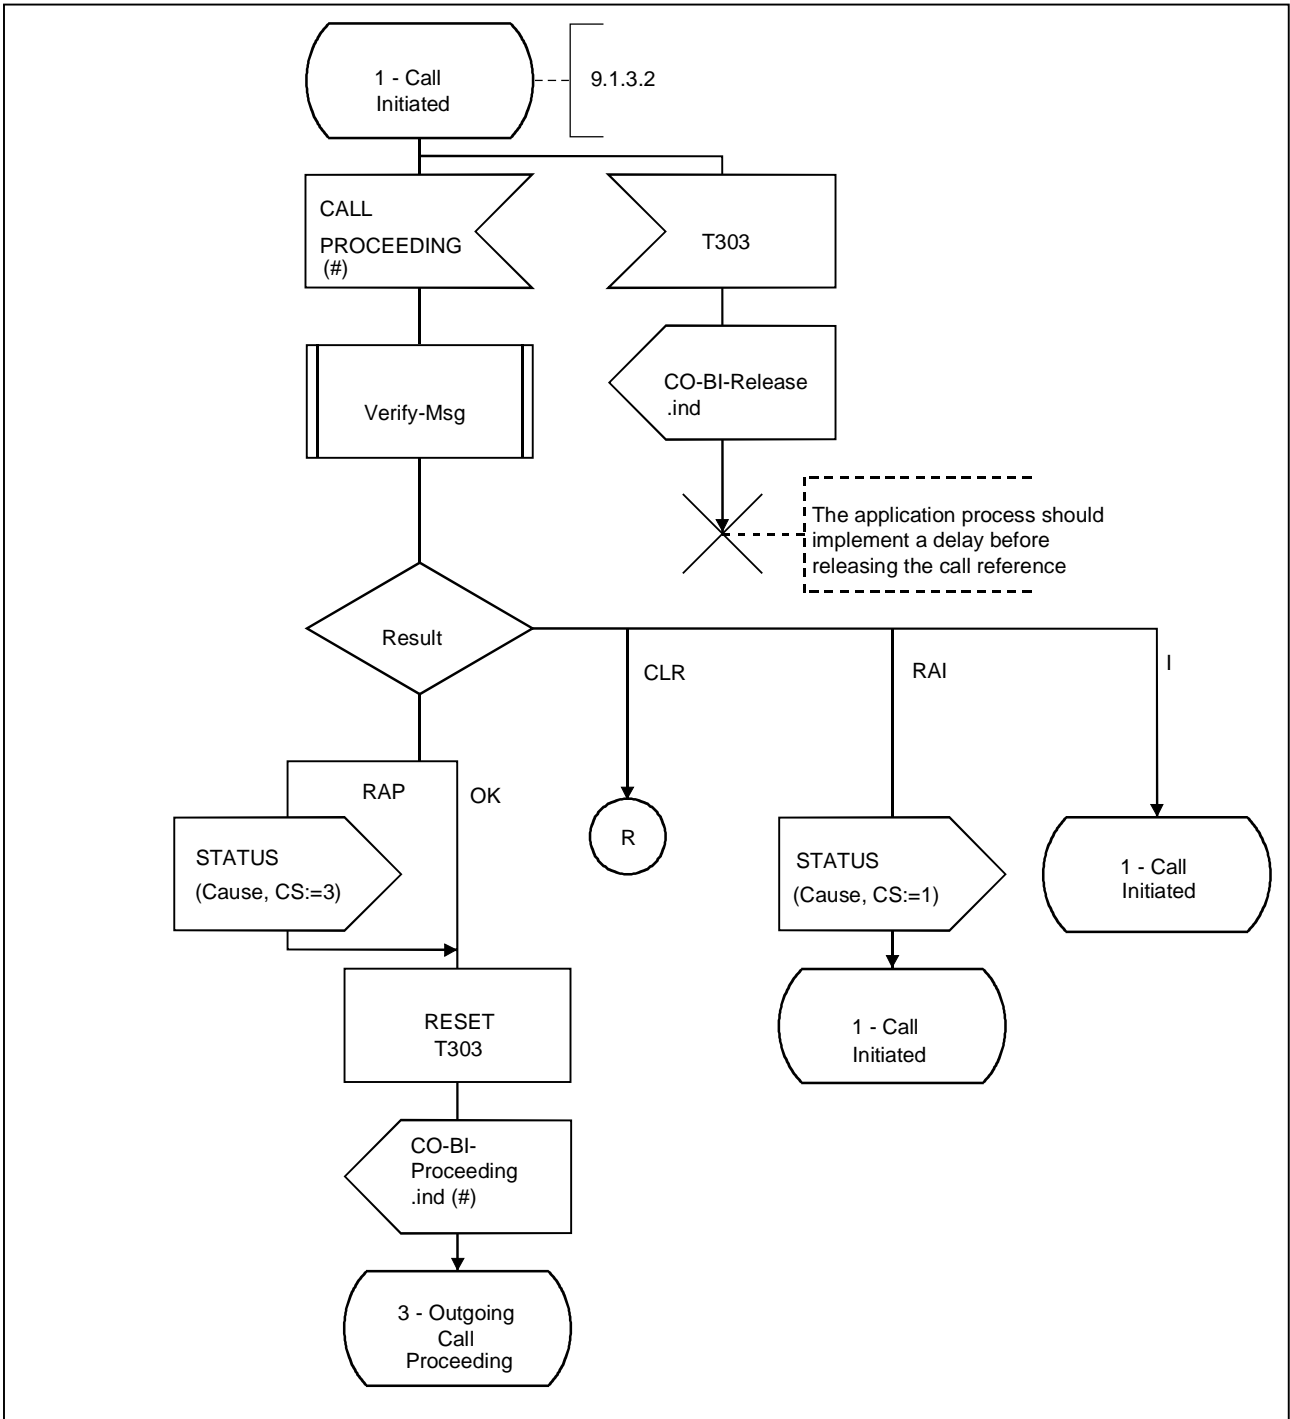 1 - Call
Initiated
9.1.3.2
CALL
PROCEEDING
(#)
T303
Verify-Msg
CO-BI-Release
.ind
The application process should
implement a delay before
releasing the call reference
Result
CLR
RAI
I
RAP
OK
R
STATUS
(Cause, CS:=3)
STATUS
(Cause, CS:=1)
1 - Call
Initiated
RESET
T303
1 - Call
Initiated
CO-BI-
Proceeding
.ind (#)
3 - Outgoing
Call
Proceeding